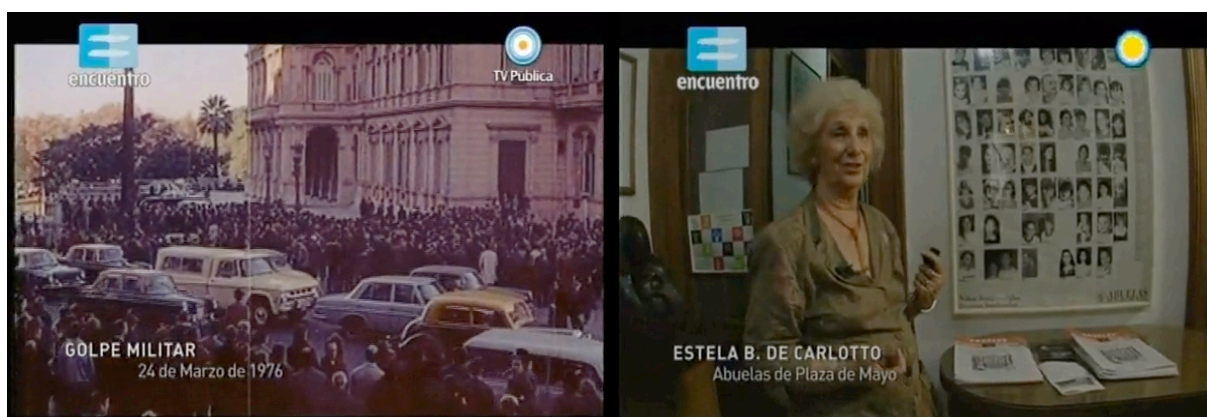 encuentro
TV Pública
GOLPE MILITAR
24 de Marzo de 1976
encuentro
ABUELAS
ESTELA B. DE CARLOTTO
Abuelas de Plaza de Mayo